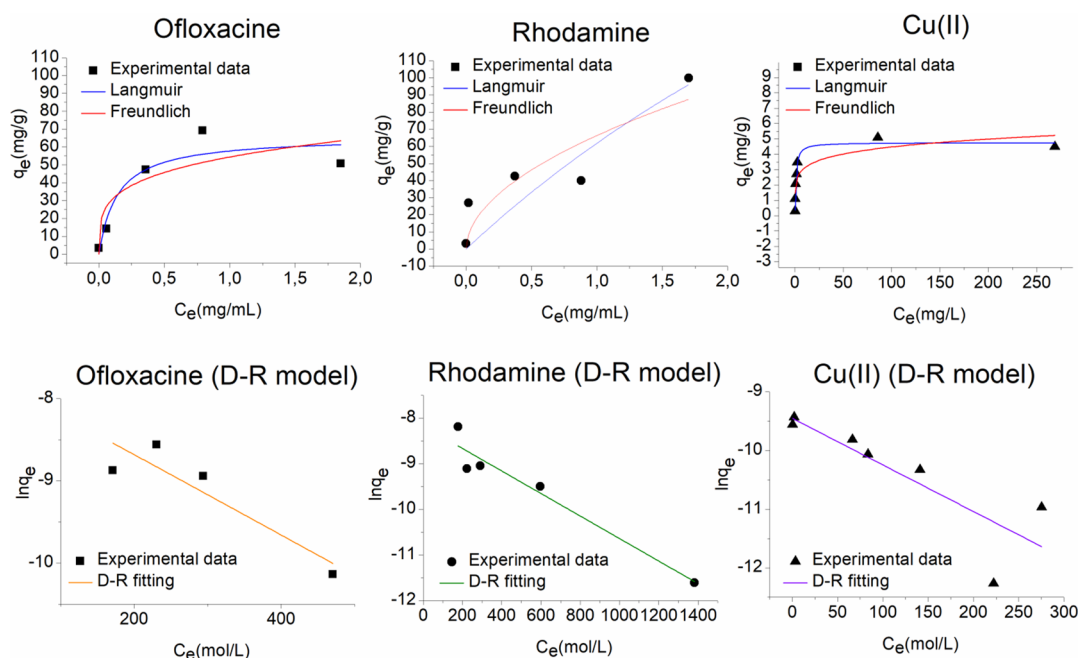 Ofloxacine
110
100
90
80
70
60
50
40
30
20
10
0
qe(mg/g)
Experimental data
Langmuir
Freundlich
0,0 0,5 1,0 1,5 2,0
Ce(mg/mL)
Rhodamine
110
100
90
80
70
60
50
40
30
20
10
0
-10
qe(mg/g)
Experimental data
Langmuir
Freundlich
0,0 0,5 1,0 1,5 2,0
Ce(mg/mL)
Cu(II)
9
8
7
6
5
4
3
2
1
0
-1
-2
-3
qe(mg/g)
Experimental data
Langmuir
Freundlich
0 50 100 150 200 250
Ce(mg/L)
Ofloxacine (D-R model)
-8
-9
-10
lnqe
Experimental data
D-R fitting
200 400
Ce(mol/L)
Rhodamine (D-R model)
-8
-9
-10
-11
-12
lnqe
Experimental data
D-R fitting
0 200 400 600 800 1000 1200 1400
Ce(mol/L)
Cu(II) (D-R model)
-9
-10
-11
-12
lnqe
Experimental data
D-R fitting
0 50 100 150 200 250 300
Ce(mol/L)